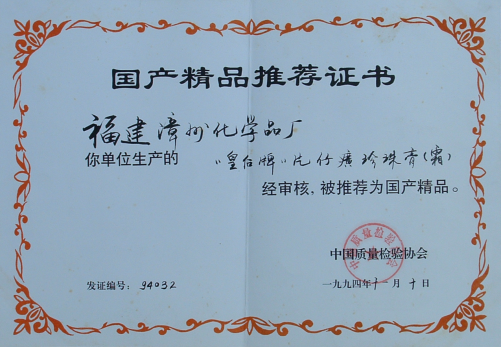 国产精品推荐证书
福建漳州化学品厂
你单位生产的 "皇后牌"片仔癀珍珠膏(霜)
经审核,被推荐为国产精品。
中国质量检验协会
发证编号: 94032 一九九四年十一月十日